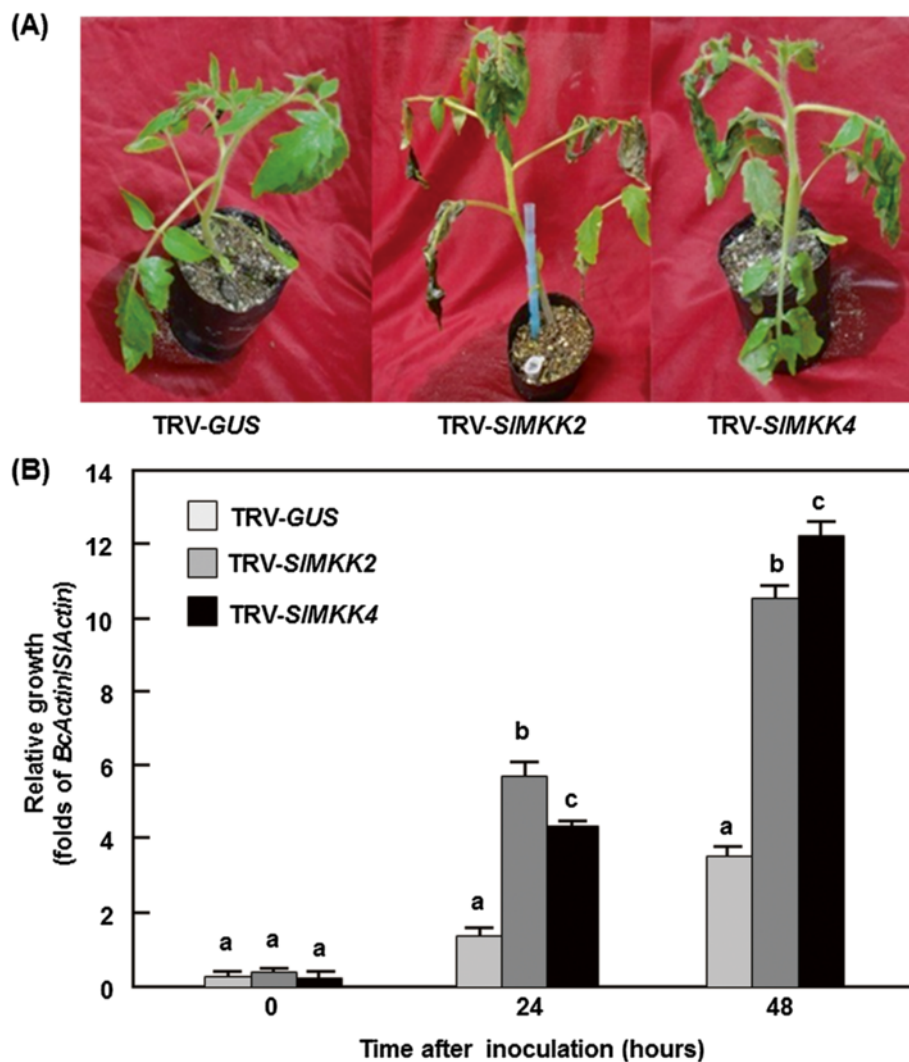 (A)
TRV-GUS TRV-SlMKK2 TRV-SlMKK4
(B)
14
12
10
8
6
4
2
0
Relative growth
(folds of BcActin/SlActin)
TRV-GUS
TRV-SlMKK2
TRV-SlMKK4
a a a
a b c
a b c
0 24 48
Time after inoculation (hours)